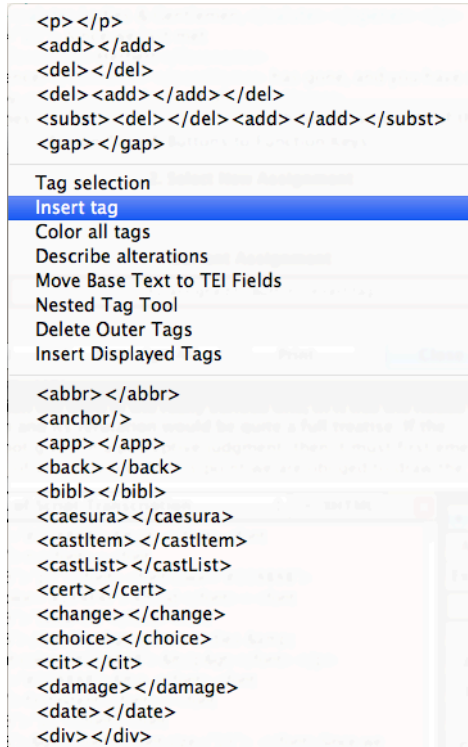 <p></p>
<add></add>
<del></del>
<del><add></add></del>
<subst><del></del><add></add></subst>
<gap></gap>
Tag selection
Insert tag
Color all tags
Describe alterations
Move Base Text to TEI Fields
Nested Tag Tool
Delete Outer Tags
Insert Displayed Tags
<abbr></abbr>
<anchor/>
<app></app>
<back></back>
<bibl></bibl>
<caesura></caesura>
<castItem></castItem>
<castList></castList>
<cert></cert>
<change></change>
<choice></choice>
<cit></cit>
<damage></damage>
<date></date>
<div></div>